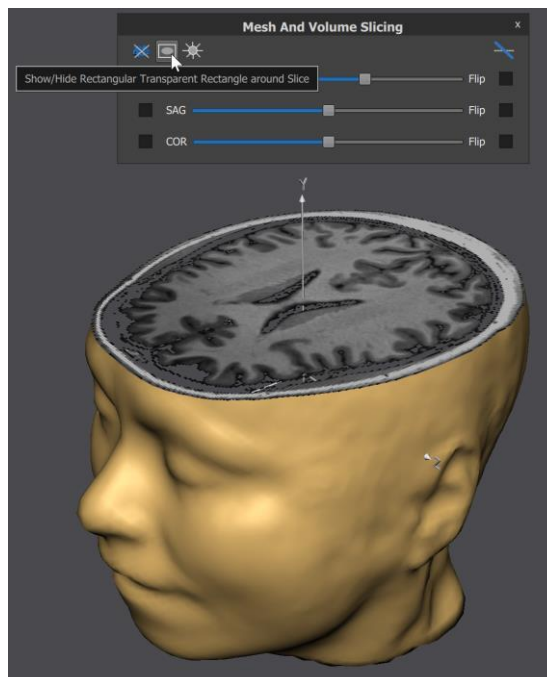 Mesh And Volume Slicing
x
Show/Hide Rectangular Transparent Rectangle around Slice
Flip
SAG
Flip
COR
Flip
Y